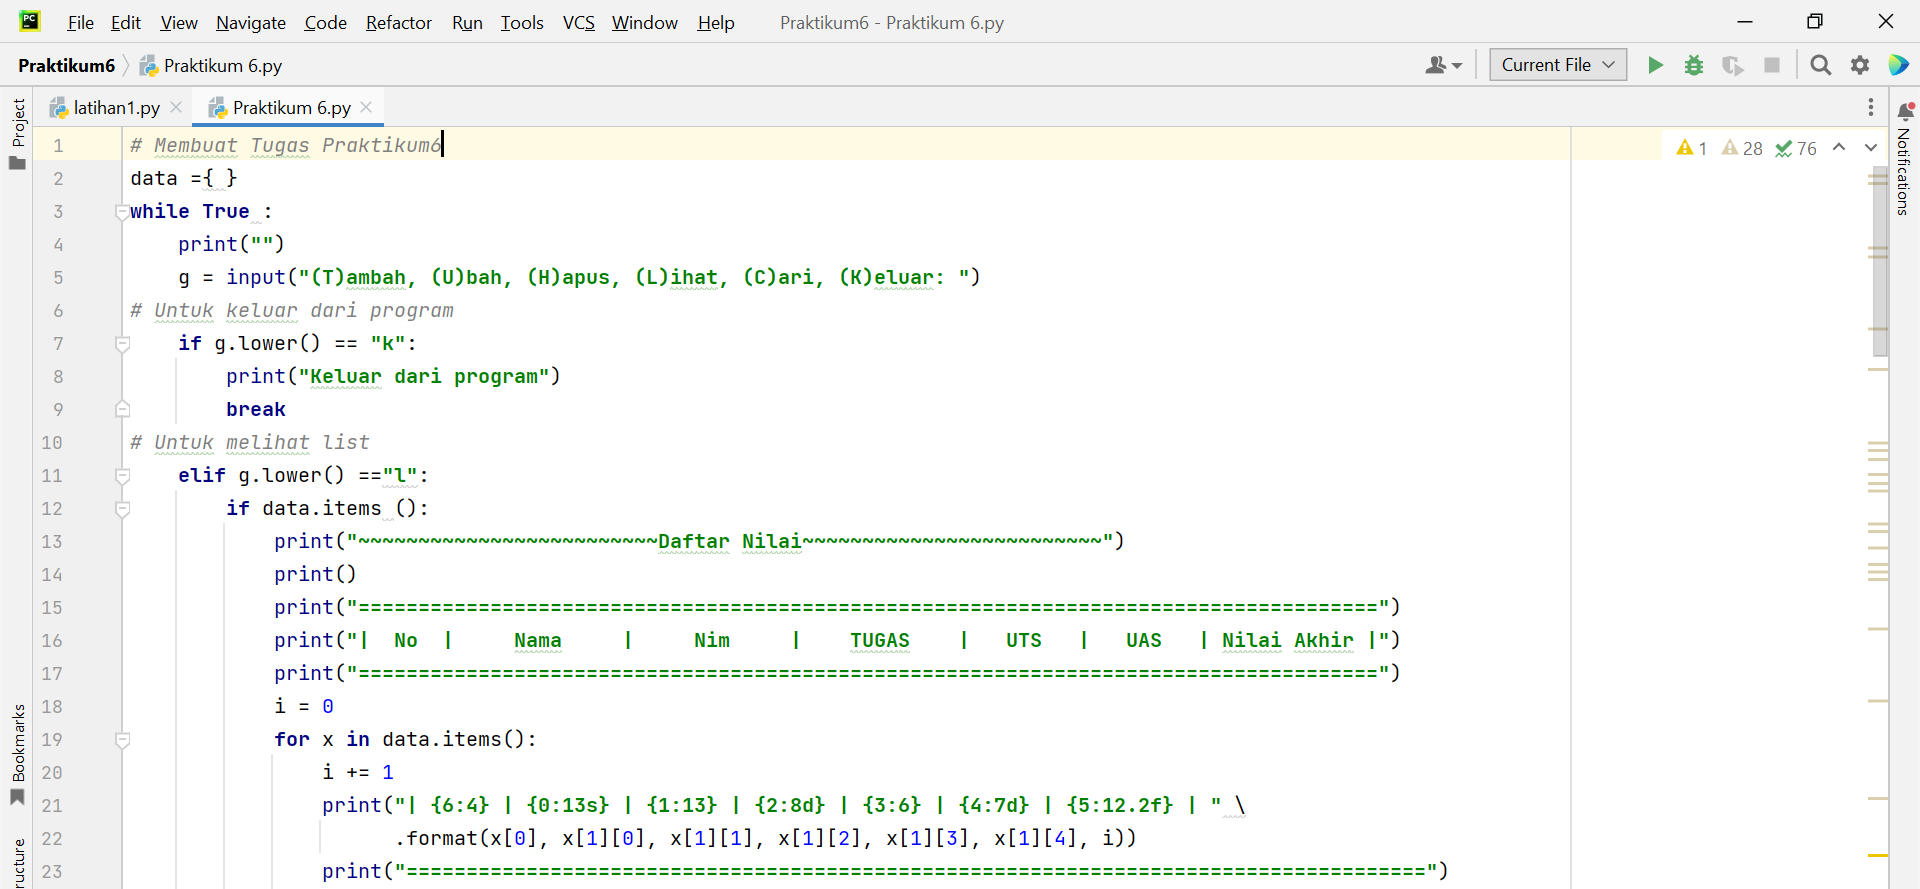 PC File Edit View Navigate Code Refactor Run Tools VCS Window Help Praktikum6 - Praktikum 6.py
Praktikum6 Praktikum 6.py Current File
Project latihan1.py Praktikum 6.py
1 # Membuat Tugas Praktikum6 1 28 76
2 data ={ }
3 while True :
4 print("")
5 g = input("(T)ambah, (U)bah, (H)apus, (L)ihat, (C)ari, (K)eluar: ")
6 # Untuk keluar dari program
7 if g.lower() == "k":
8 print("Keluar dari program")
9 break
10 # Untuk melihat list
11 elif g.lower() =="l":
12 if data.items ():
13 print("~~~~~~~~~~~~~~~~~~~~~~~~~Daftar Nilai~~~~~~~~~~~~~~~~~~~~~~~~~")
14 print()
15 print("=====================================================================================")
16 print("|  No  |     Nama     |     Nim     |    TUGAS    |   UTS   |   UAS   | Nilai Akhir |")
17 print("=====================================================================================")
18 i = 0
19 for x in data.items():
20 i += 1
21 print("| {6:4} | {0:13s} | {1:13} | {2:8d} | {3:6} | {4:7d} | {5:12.2f} | " \
22 .format(x[0], x[1][0], x[1][1], x[1][2], x[1][3], x[1][4], i))
23 print("=====================================================================================")
Notifications
Bookmarks
ructure